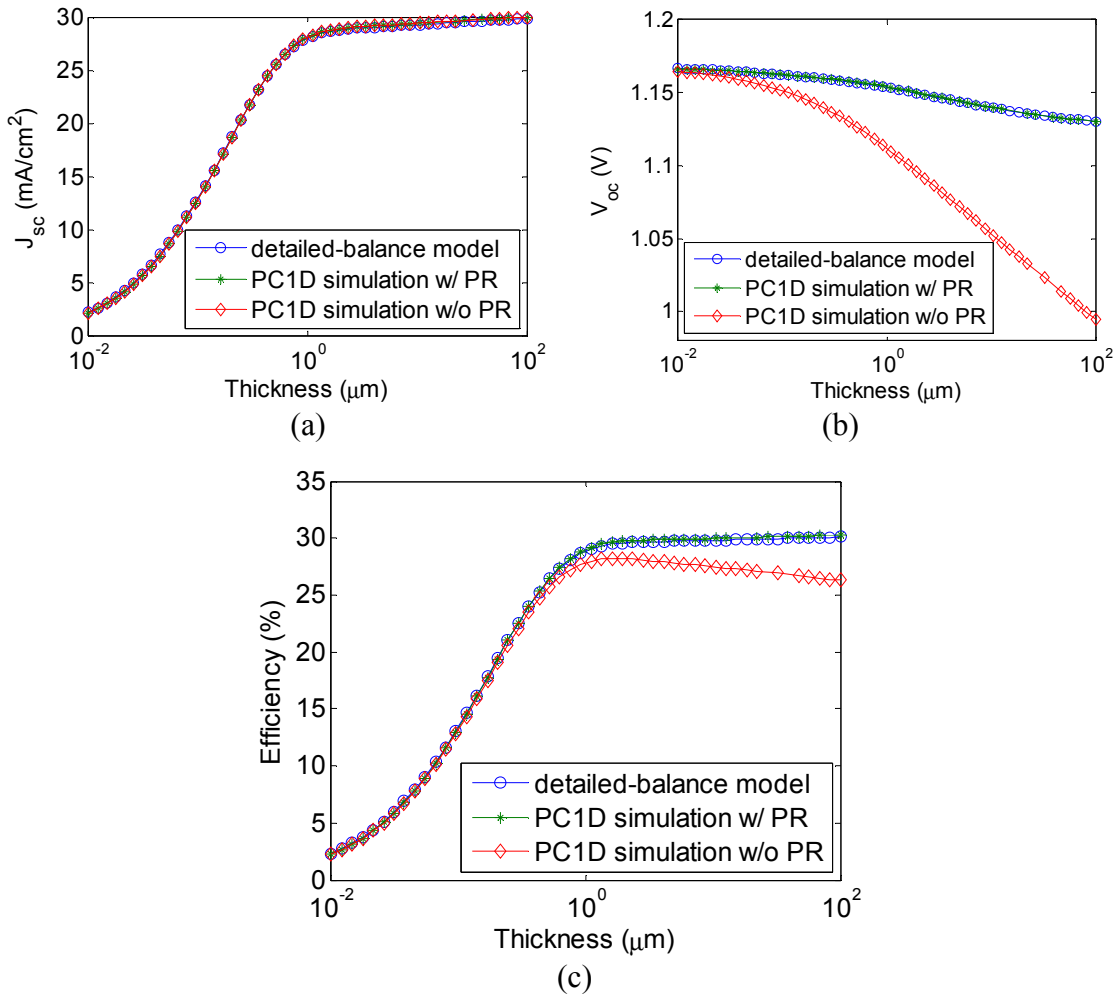 30
25
20
15
10
5
0
J_sc (mA/cm^2)
detailed-balance model
PC1D simulation w/ PR
PC1D simulation w/o PR
10^-2
10^0
10^2
Thickness (μm)
(a)
1.2
1.15
1.1
1.05
1
V_oc (V)
detailed-balance model
PC1D simulation w/ PR
PC1D simulation w/o PR
10^-2
10^0
10^2
Thickness (μm)
(b)
35
30
25
20
15
10
5
0
Efficiency (%)
detailed-balance model
PC1D simulation w/ PR
PC1D simulation w/o PR
10^-2
10^0
10^2
Thickness (μm)
(c)